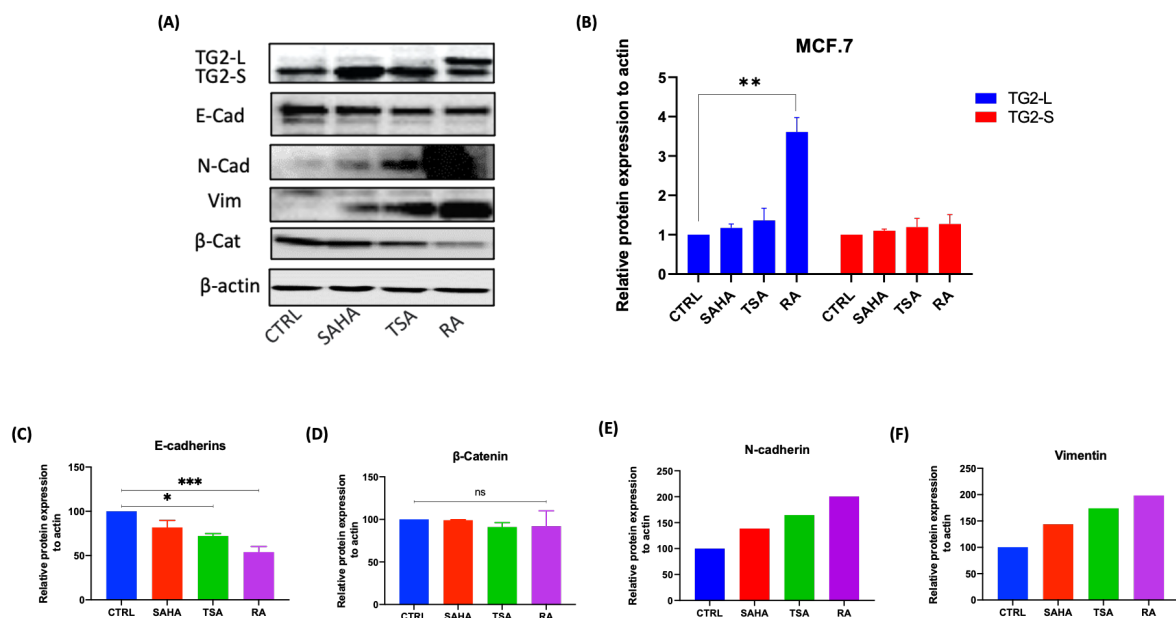 (A)
TG2-L
TG2-S
E-Cad
N-Cad
Vim
β-Cat
β-actin
CTRL SAHA TSA RA
(B)
MCF.7
Relative protein expression to actin
5
4
3
2
1
0
**
CTRL SAHA TSA RA CTRL SAHA TSA RA
TG2-L
TG2-S
(C)
E-cadherins
Relative protein expression
to actin
150
100
50
0
***
*
CTRL SAHA TSA RA
(D)
β-Catenin
Relative protein expression
to actin
150
100
50
0
ns
CTRL SAHA TSA RA
(E)
N-cadherin
Relative protein expression
to actin
250
200
150
100
50
0
CTRL SAHA TSA RA
(F)
Vimentin
Relative protein expression
to actin
250
200
150
100
50
0
CTRL SAHA TSA RA